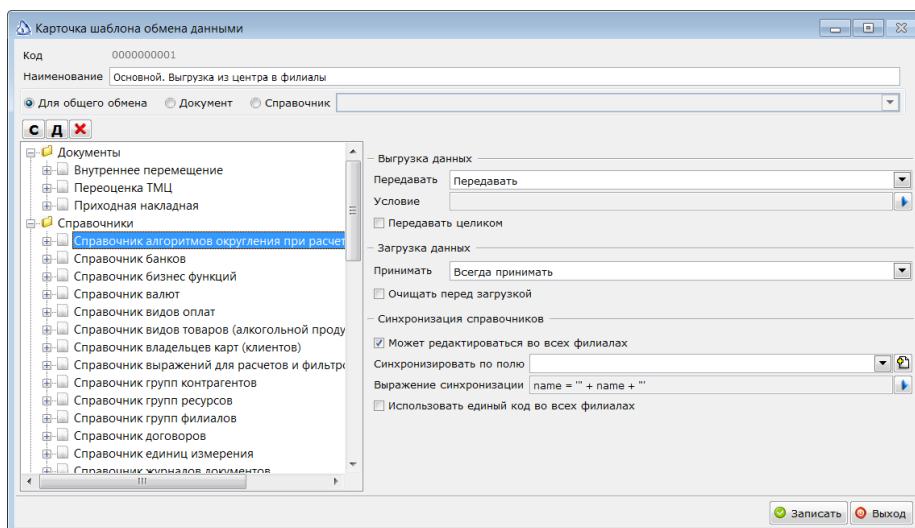 Карточка шаблона обмена данными
Код 0000000001
Наименование Основной. Выгрузка из центра в филиалы
Для общего обмена Документ Справочник
С Д
Документы
Внутреннее перемещение
Переоценка ТМЦ
Приходная накладная
Справочники
Справочник алгоритмов округления при расчет
Справочник банков
Справочник бизнес функций
Справочник валют
Справочник видов оплат
Справочник видов товаров (алкогольной проду
Справочник владельцев карт (клиентов)
Справочник выражений для расчетов и фильтро
Справочник групп контрагентов
Справочник групп ресурсов
Справочник групп филиалов
Справочник договоров
Справочник единиц измерения
Справочник журналов документов
Выгрузка данных
Передавать Передавать
Условие
Передавать целиком
Загрузка данных
Принимать Всегда принимать
Очищать перед загрузкой
Синхронизация справочников
Может редактироваться во всех филиалах
Синхронизировать по полю
Выражение синхронизации name = '" + name + "'
Использовать единый код во всех филиалах
Записать Выход